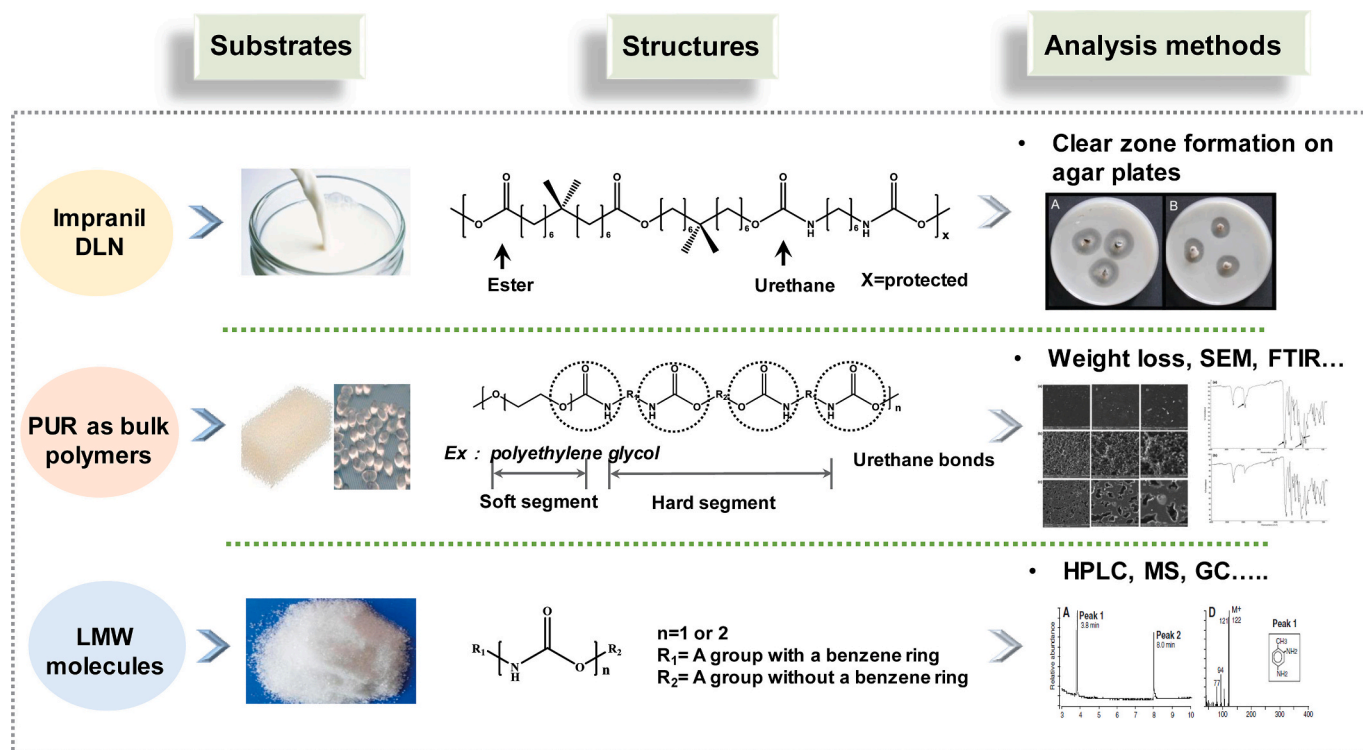 Substrates
Structures
Analysis methods
Impranil
DLN
O
O
O
O
O
O
O
N
H
N
H
O
6
6
6
6
6
x
Ester
Urethane
X=protected
• Clear zone formation on
agar plates
A
B
PUR as bulk
polymers
O
O
O
O
O
O
N
H
R
N
H
O
R2
O
N
H
R
N
H
O
n
Ex : polyethylene glycol
Urethane bonds
Soft segment
Hard segment
• Weight loss, SEM, FTIR…
LMW
molecules
O
R1
N
H
O
R2
n
n=1 or 2
R1= A group with a benzene ring
R2= A group without a benzene ring
• HPLC, MS, GC…..
A
Peak 1
3.8 min
Peak 2
8.0 min
Relative abundance
3 4 5 6 7 8 9 10
D
M+
121
122
94
77
Peak 1
CH3
NH2
NH2
100 200 300 400